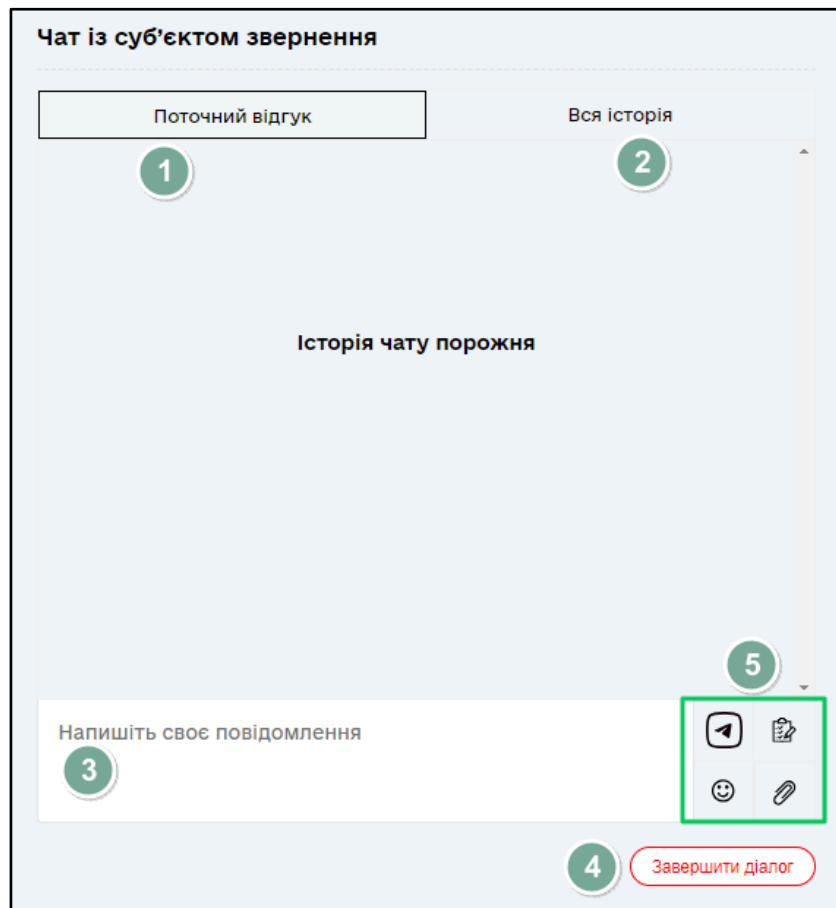 Чат із суб’єктом звернення
Поточний відгук
Вся історія
1
2
Історія чату порожня
5
Напишіть своє повідомлення
3
4
Завершити діалог